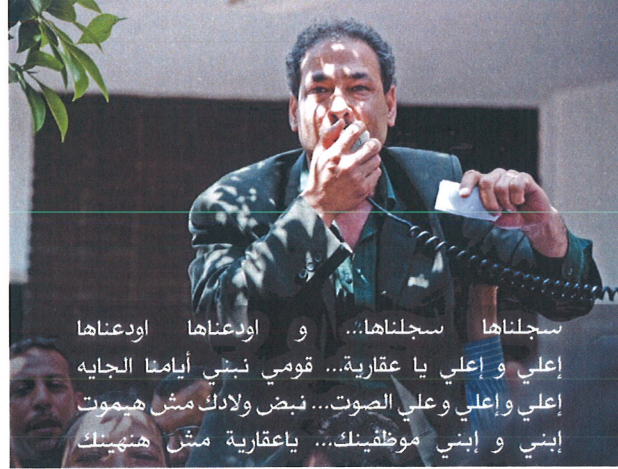 سجلناها سجلناها... و اودعناها اودعناها
إعلي و إعلي يا عقارية... قومي نبني أيامنا الجايه
إعلي و إعلي و علي الصوت... نبض ولادك مش هيموت
إبني و إبني موظفينك... ياعقارية مش هنهينك